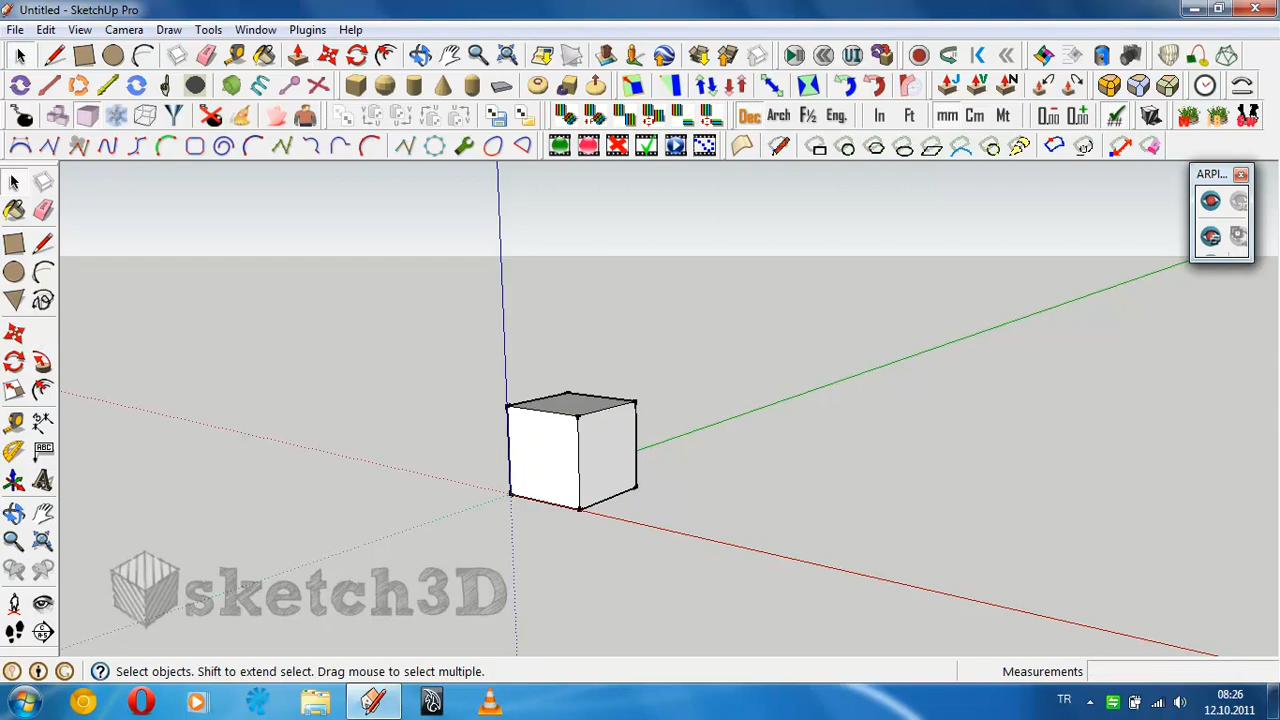 Untitled - SketchUp Pro
File Edit View Camera Draw Tools Window Plugins Help
Dec Arch F½ Eng. In Ft mm Cm Mt
ARPI...
ABC
sketch3D
Select objects. Shift to extend select. Drag mouse to select multiple.
Measurements
TR
08:26
12.10.2011